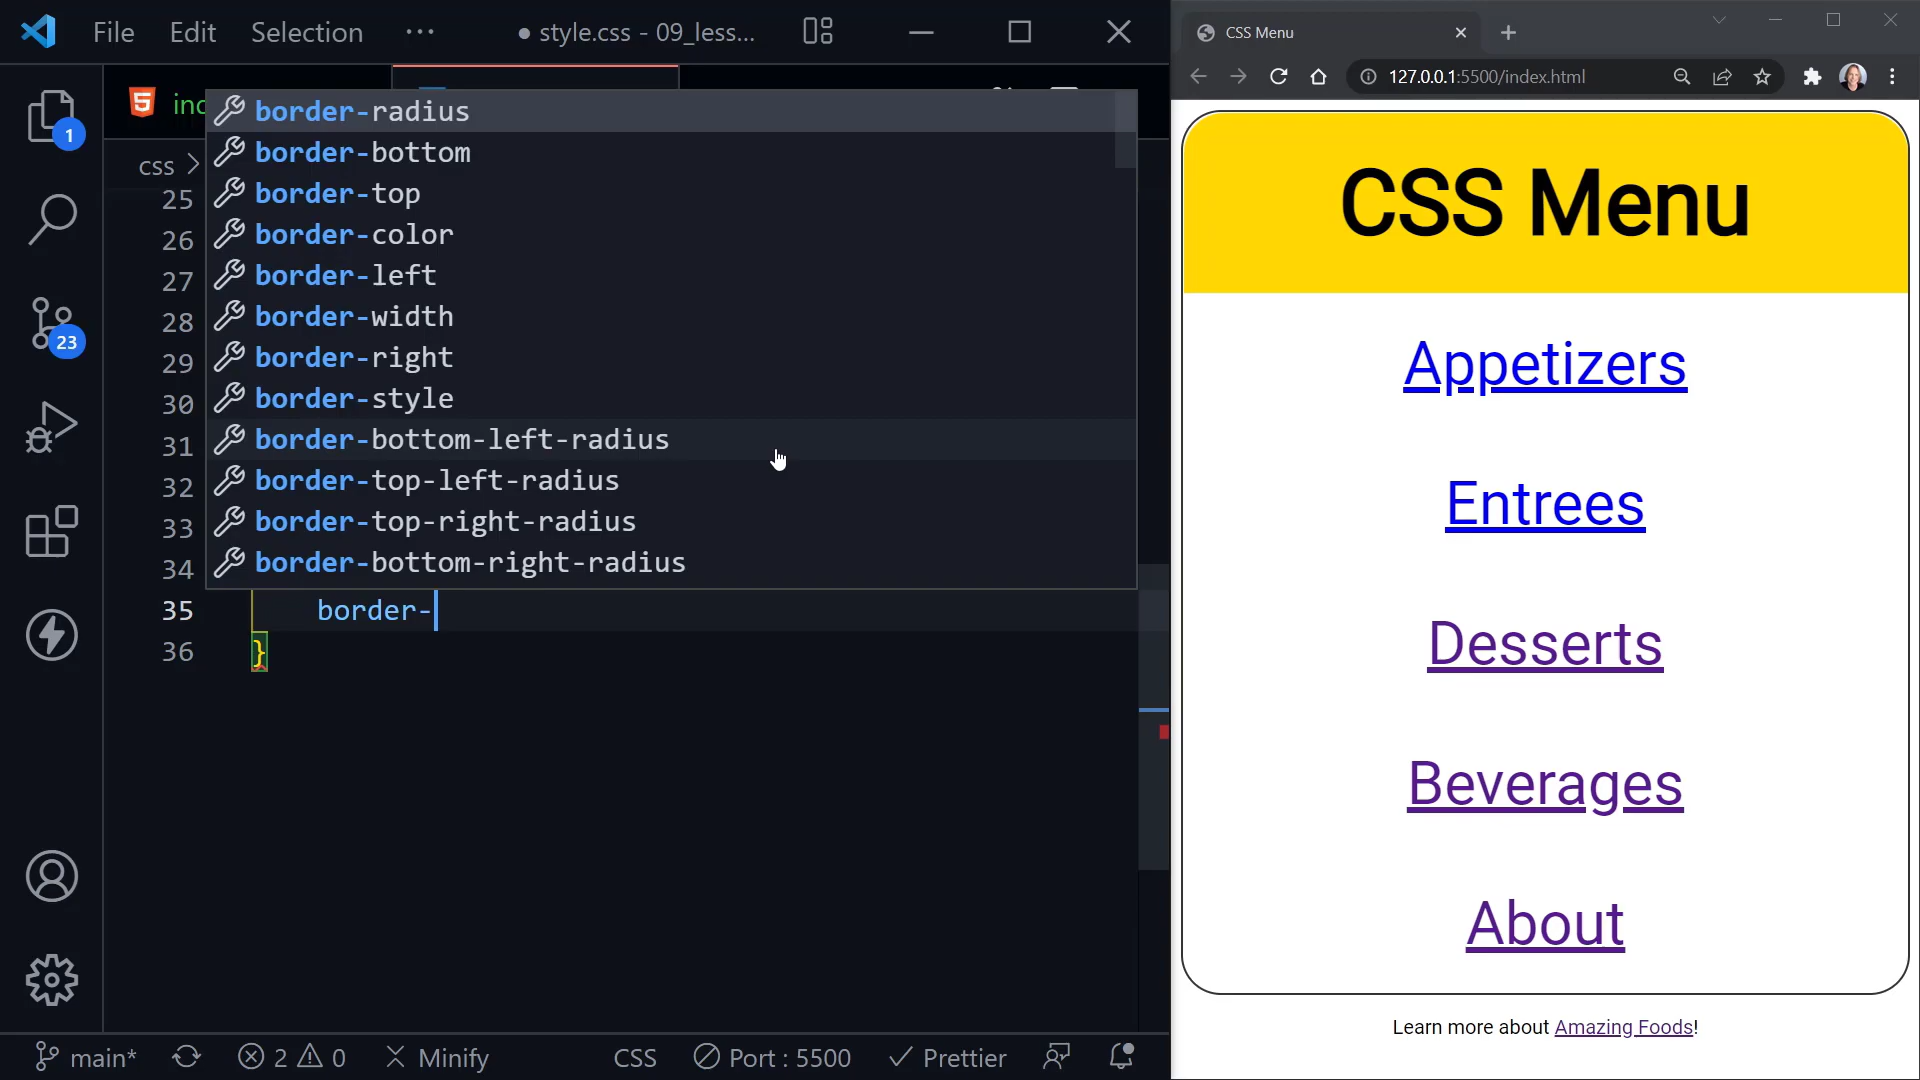 File Edit Selection ··· ● style.css - 09_less...
1
23
css >
border-radius
border-bottom
25 border-top
26 border-color
27 border-left
28 border-width
29 border-right
30 border-style
31 border-bottom-left-radius
32 border-top-left-radius
33 border-top-right-radius
34 border-bottom-right-radius
35 border-
36 }
main* 2 0 Minify CSS Port : 5500 Prettier
CSS Menu
127.0.0.1:5500/index.html
CSS Menu
Appetizers
Entrees
Desserts
Beverages
About
Learn more about Amazing Foods!